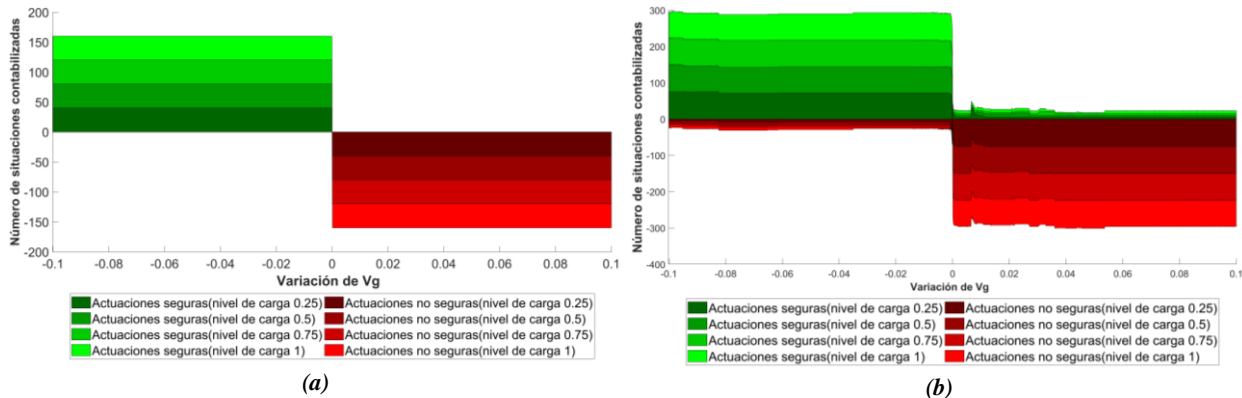 200
150
100
50
0
-50
-100
-150
-200
Número de situaciones contabilizadas
-0.1 -0.08 -0.06 -0.04 -0.02 0 0.02 0.04 0.06 0.08 0.1
Variación de Vg
Actuaciones seguras(nivel de carga 0.25) Actuaciones no seguras(nivel de carga 0.25)
Actuaciones seguras(nivel de carga 0.5) Actuaciones no seguras(nivel de carga 0.5)
Actuaciones seguras(nivel de carga 0.75) Actuaciones no seguras(nivel de carga 0.75)
Actuaciones seguras(nivel de carga 1) Actuaciones no seguras(nivel de carga 1)
(a)
300
200
100
0
-100
-200
-300
-400
Número de situaciones contabilizadas
-0.1 -0.08 -0.06 -0.04 -0.02 0 0.02 0.04 0.06 0.08 0.1
Variación de Vg
Actuaciones seguras(nivel de carga 0.25) Actuaciones no seguras(nivel de carga 0.25)
Actuaciones seguras(nivel de carga 0.5) Actuaciones no seguras(nivel de carga 0.5)
Actuaciones seguras(nivel de carga 0.75) Actuaciones no seguras(nivel de carga 0.75)
Actuaciones seguras(nivel de carga 1) Actuaciones no seguras(nivel de carga 1)
(b)